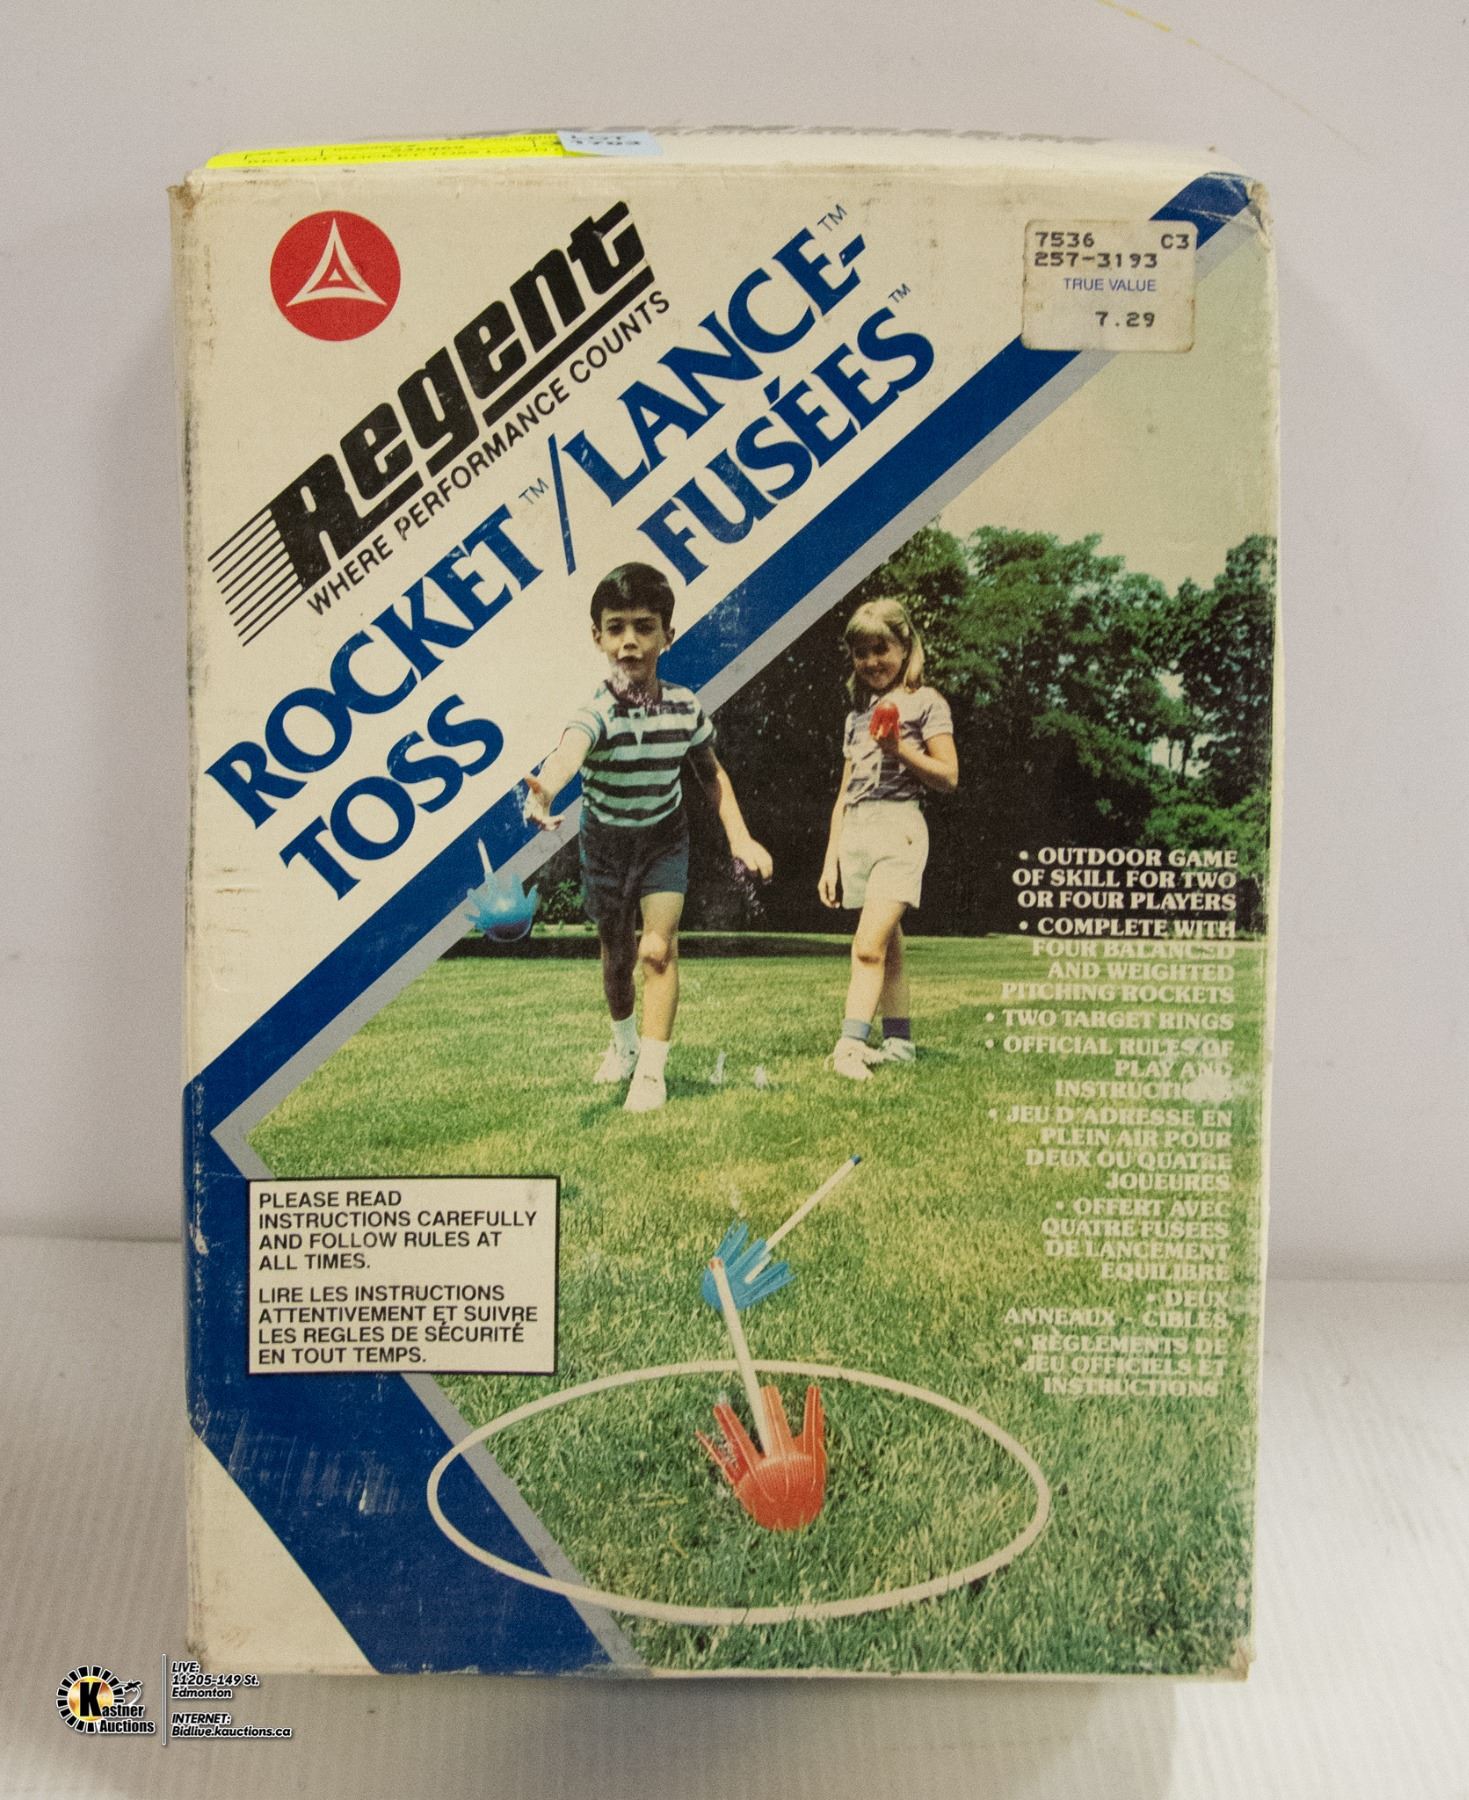 LOT
Regent
WHERE PERFORMANCE COUNTS
ROCKET™/LANCE-™
TOSS FUSÉES™
7536 C3
257-3193
TRUE VALUE
7.29
• OUTDOOR GAME
OF SKILL FOR TWO
OR FOUR PLAYERS
• COMPLETE WITH
FOUR BALANCED
AND WEIGHTED
PITCHING ROCKETS
• TWO TARGET RINGS
• OFFICIAL RULES OF
PLAY AND
INSTRUCTIONS
• JEU D'ADRESSE EN
PLEIN AIR POUR
DEUX OU QUATRE
JOUEURES
• OFFERT AVEC
QUATRE FUSEES
DE LANCEMENT
EQUILIBRE
• DEUX
ANNEAUX - CIBLES
• RÈGLEMENTS DE
JEU OFFICIELS ET
INSTRUCTIONS
PLEASE READ
INSTRUCTIONS CAREFULLY
AND FOLLOW RULES AT
ALL TIMES.
LIRE LES INSTRUCTIONS
ATTENTIVEMENT ET SUIVRE
LES REGLES DE SÉCURITÉ
EN TOUT TEMPS.
Kastner
Auctions
LIVE:
11205-149 St.
Edmonton
INTERNET:
Bidlive.kauctions.ca